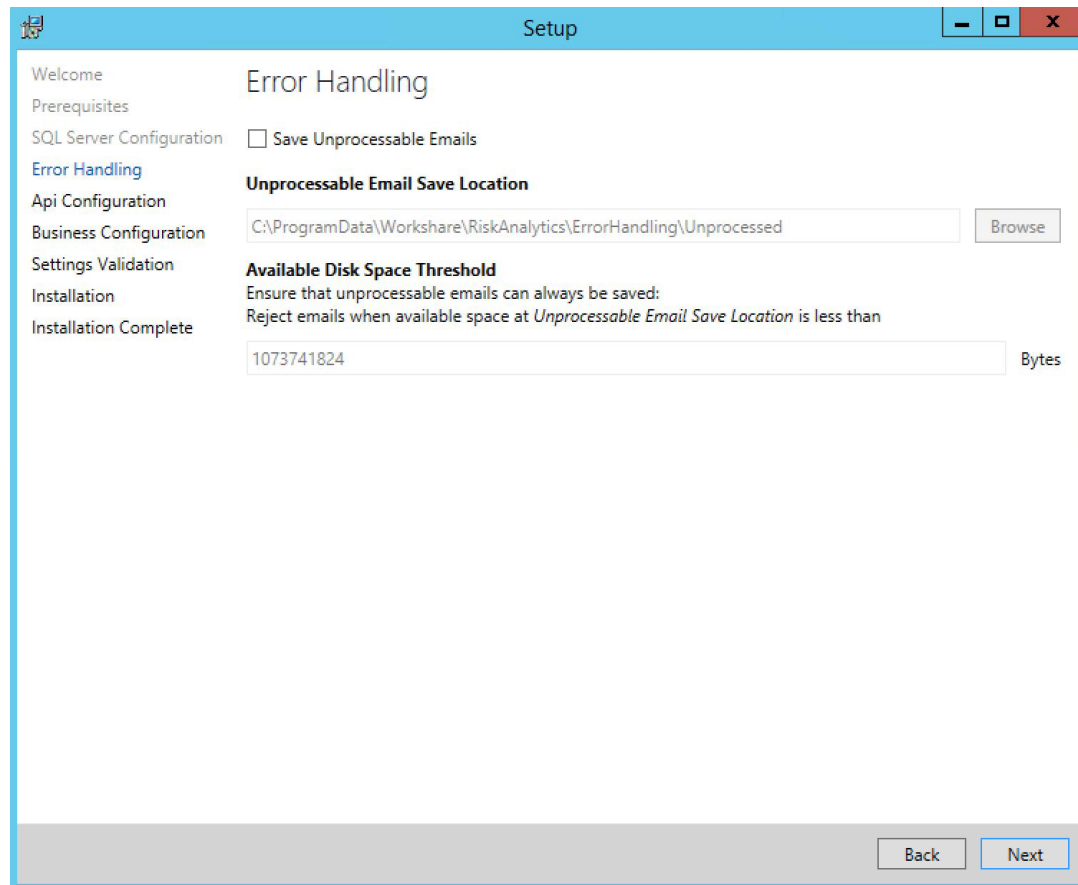 Setup
Welcome
Prerequisites
SQL Server Configuration
Error Handling
Api Configuration
Business Configuration
Settings Validation
Installation
Installation Complete
Error Handling
Save Unprocessable Emails
Unprocessable Email Save Location
C:\ProgramData\Workshare\RiskAnalytics\ErrorHandling\Unprocessed
Browse
Available Disk Space Threshold
Ensure that unprocessable emails can always be saved:
Reject emails when available space at Unprocessable Email Save Location is less than
1073741824 Bytes
Back Next